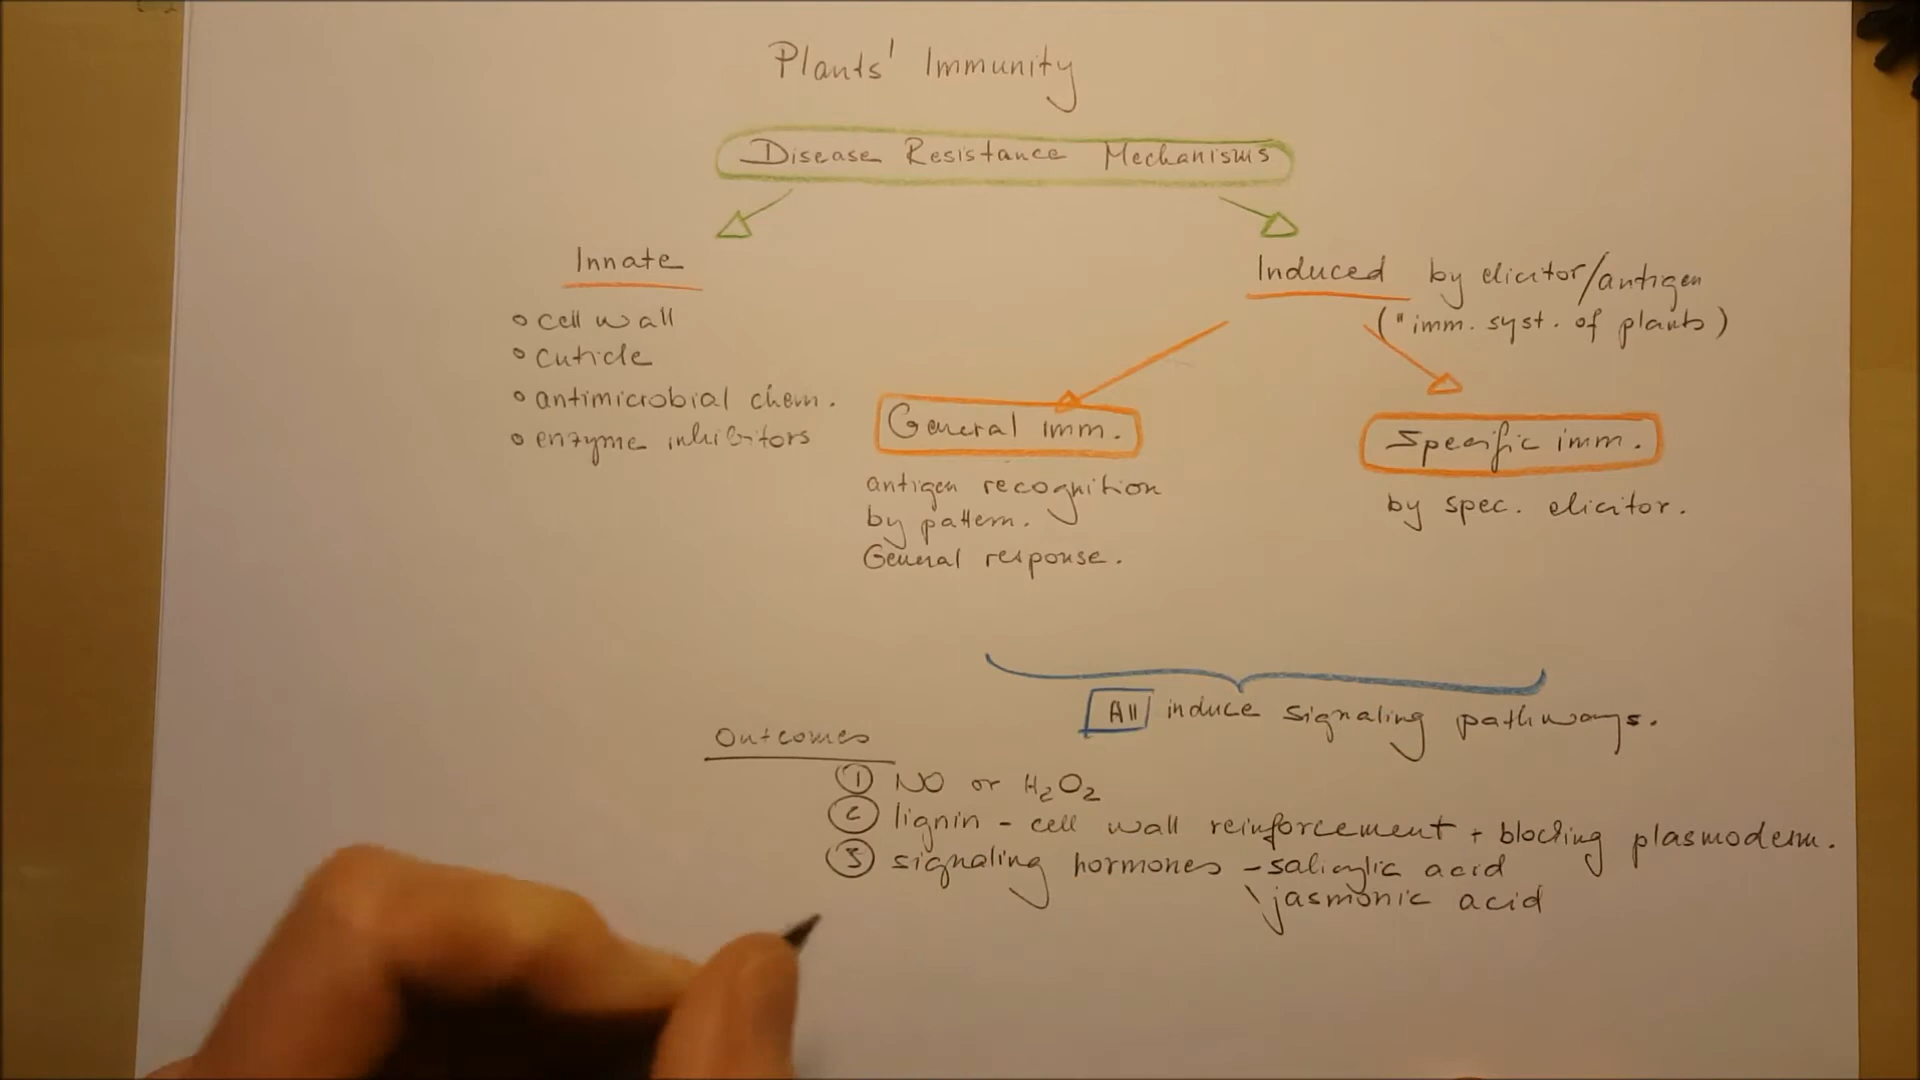 Plants' Immunity
Disease Resistance Mechanisms
Innate
o cell wall
o cuticle
o antimicrobial chem.
o enzyme inhibitors
Induced by elicitor/antigen
("imm. syst. of plants)
General imm.
antigen recognition
by pattern.
General response.
Specific imm.
by spec. elicitor.
All induce signaling pathways.
Outcomes
① NO or H₂O₂
② lignin - cell wall reinforcement + blocking plasmodesm.
③ signaling hormones - salicylic acid
\ jasmonic acid